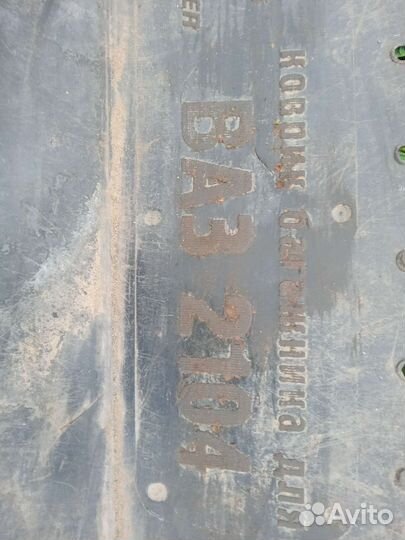 коврик багажника для
ВАЗ 2104
Avito